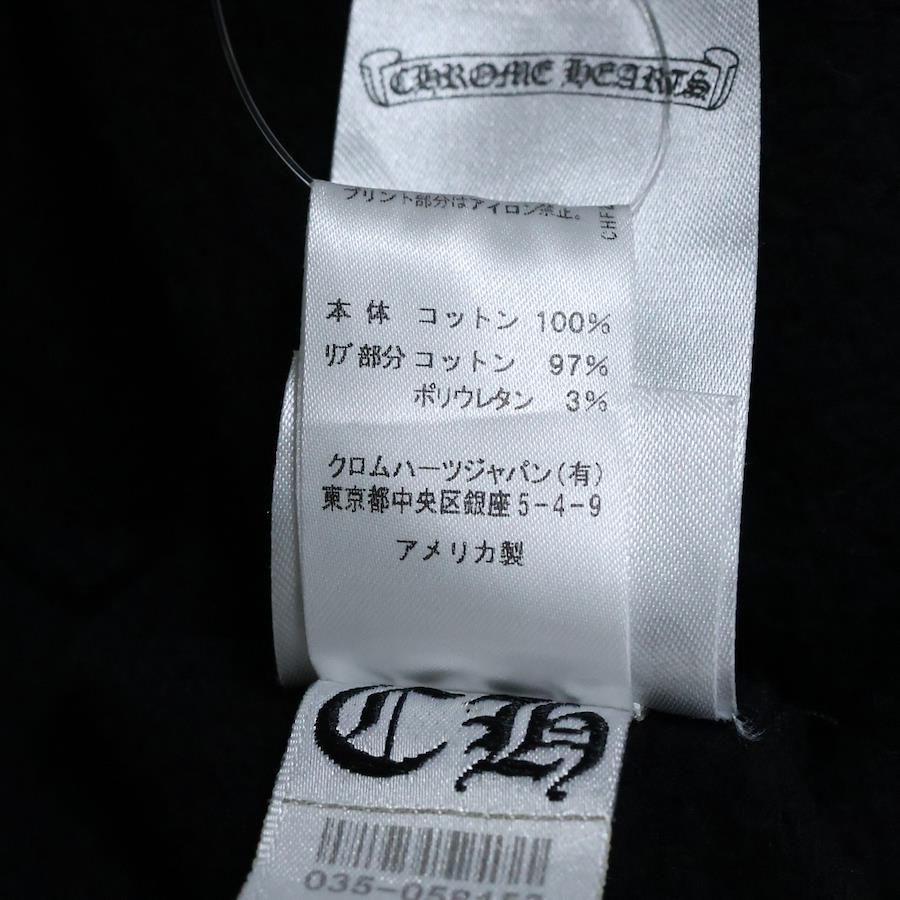 CHROME HEARTS
プリント部分はアイロン禁止。
本体 コットン 100%
リブ部分 コットン 97%
ポリウレタン 3%
クロムハーツジャパン(有)
東京都中央区銀座5-4-9
アメリカ製
CH